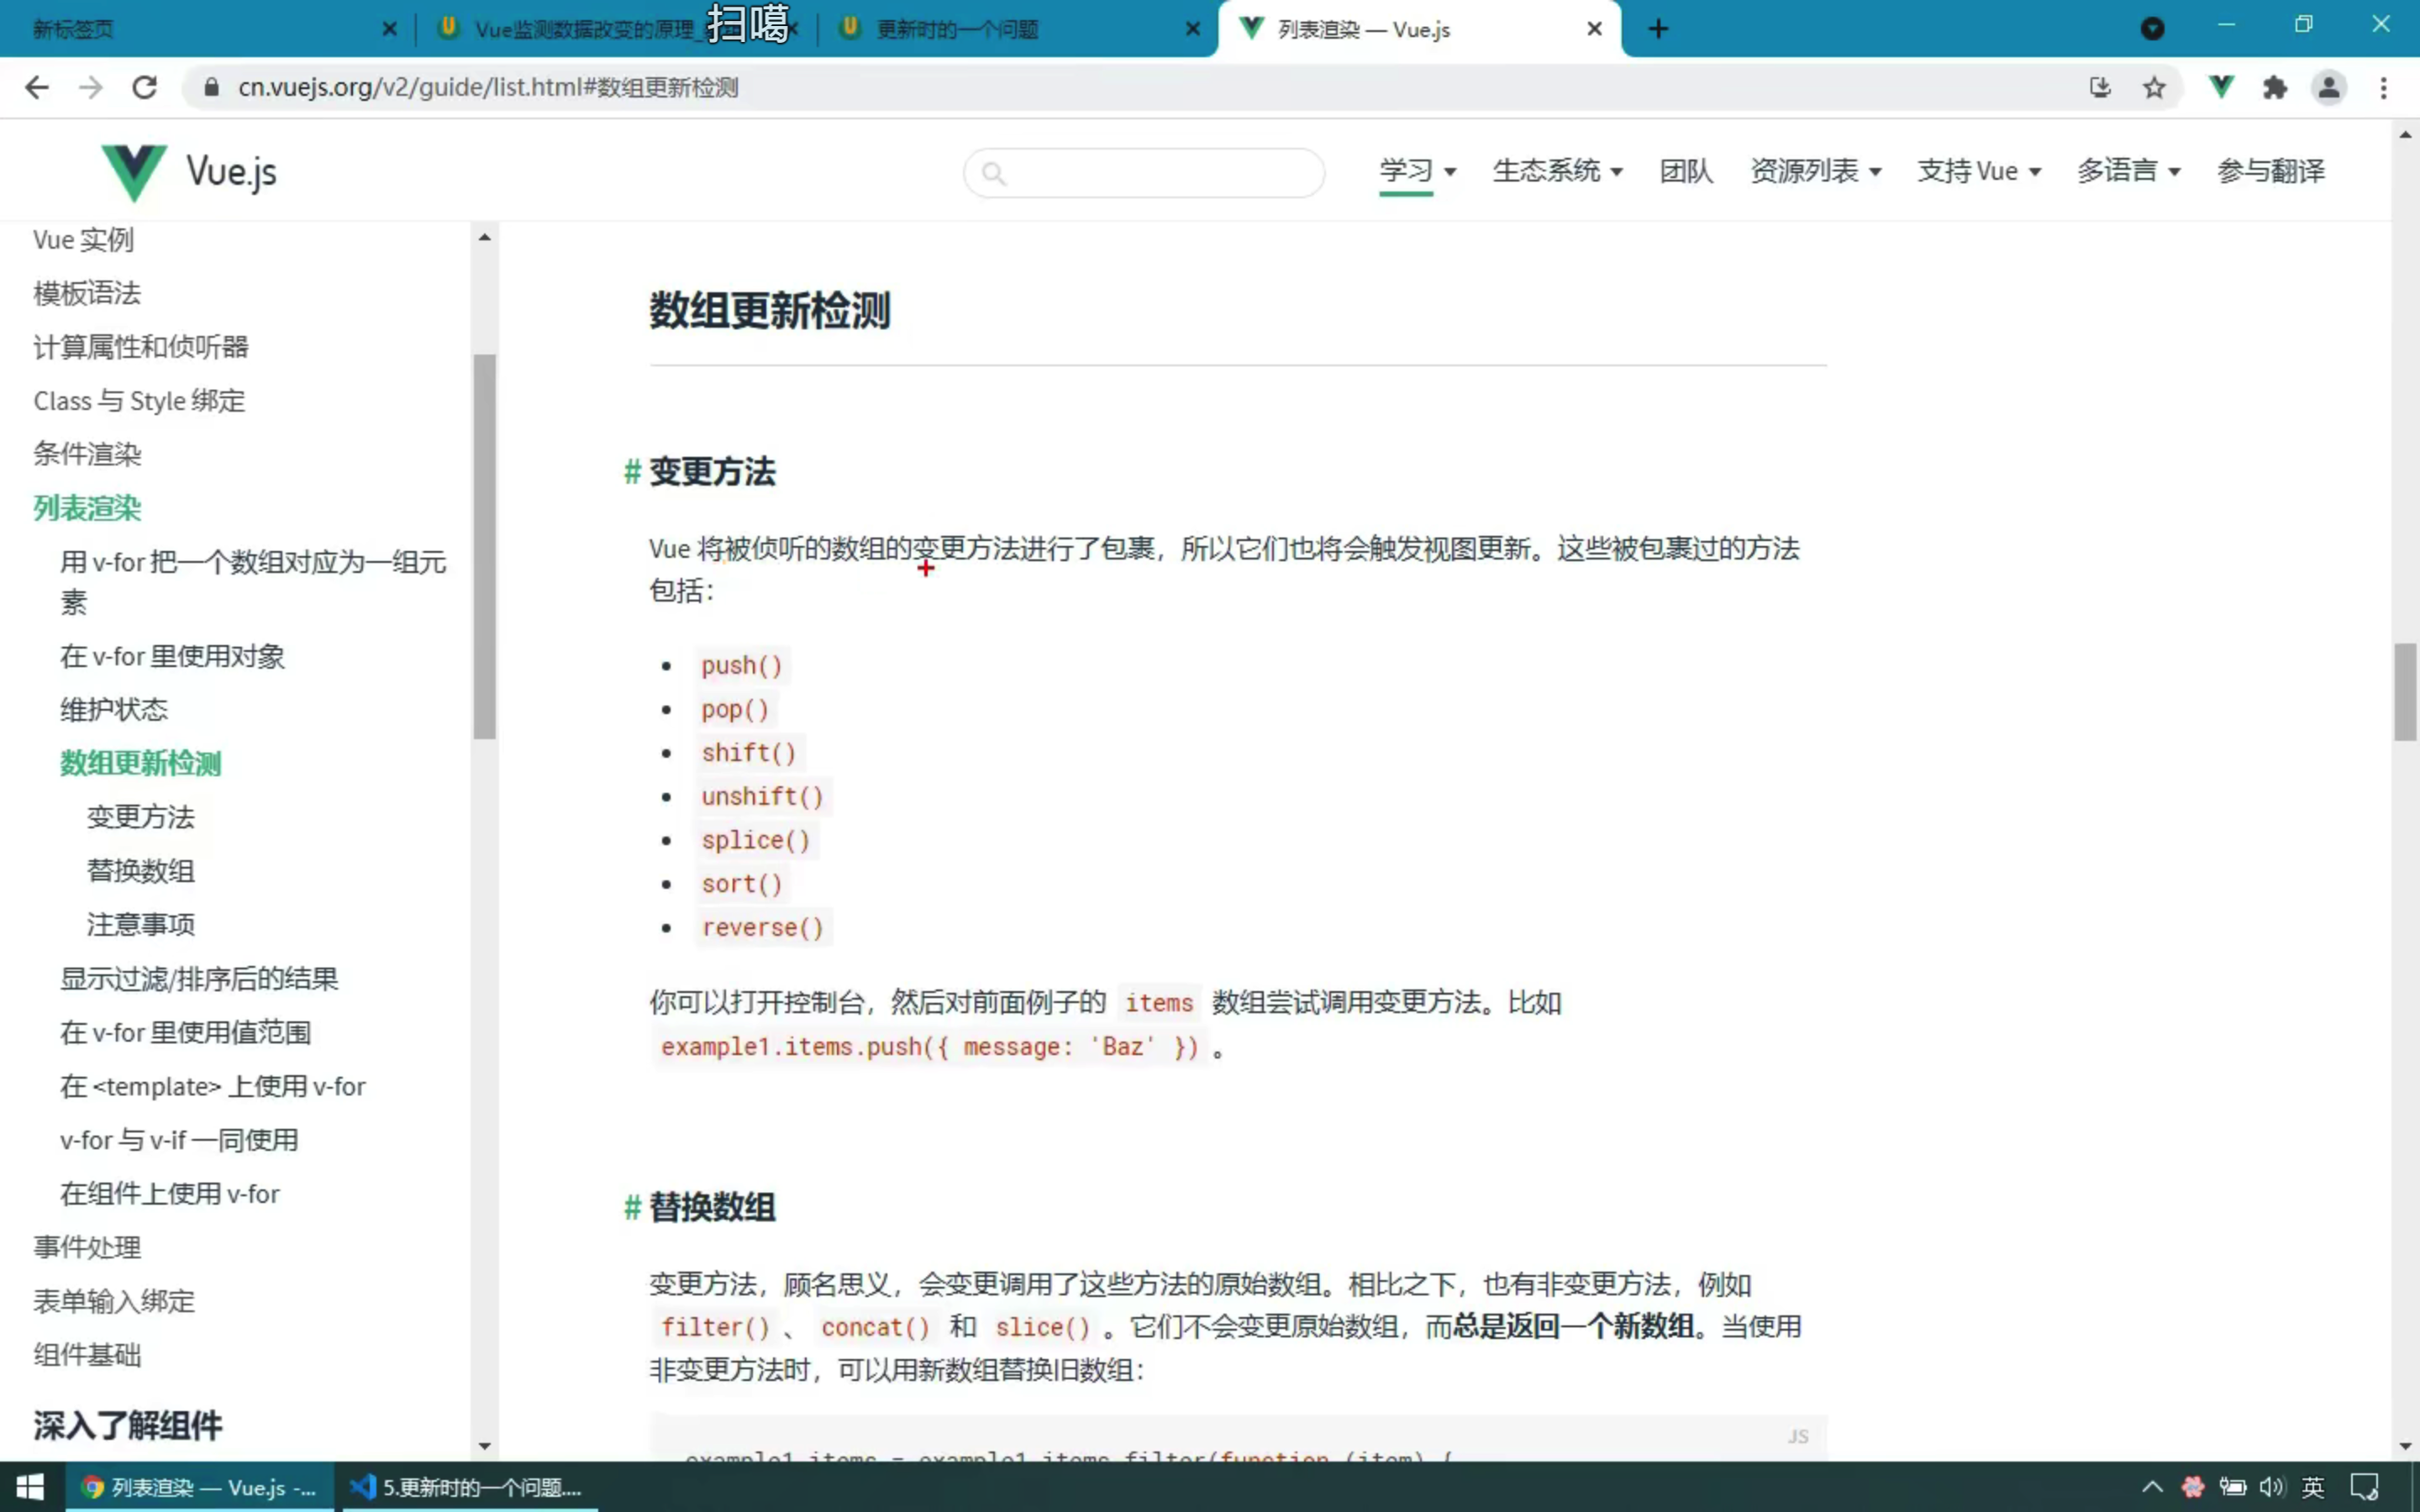 新标签页
Vue监测数据改变的原理_
扫噶
更新时的一个问题
列表渲染 — Vue.js
cn.vuejs.org/v2/guide/list.html#数组更新检测
Vue.js
学习
生态系统
团队
资源列表
支持 Vue
多语言
参与翻译
Vue 实例
模板语法
计算属性和侦听器
Class 与 Style 绑定
条件渲染
列表渲染
用 v-for 把一个数组对应为一组元
素
在 v-for 里使用对象
维护状态
数组更新检测
变更方法
替换数组
注意事项
显示过滤/排序后的结果
在 v-for 里使用值范围
在 <template> 上使用 v-for
v-for 与 v-if 一同使用
在组件上使用 v-for
事件处理
表单输入绑定
组件基础
深入了解组件
数组更新检测
# 变更方法
Vue 将被侦听的数组的变更方法进行了包裹，所以它们也将会触发视图更新。这些被包裹过的方法
包括：
push()
pop()
shift()
unshift()
splice()
sort()
reverse()
你可以打开控制台，然后对前面例子的 items 数组尝试调用变更方法。比如
example1.items.push({ message: 'Baz' }) 。
# 替换数组
变更方法，顾名思义，会变更调用了这些方法的原始数组。相比之下，也有非变更方法，例如
filter() 、 concat() 和 slice() 。它们不会变更原始数组，而总是返回一个新数组。当使用
非变更方法时，可以用新数组替换旧数组：
JS
example1.items = example1.items.filter(function (item) {
列表渲染 — Vue.js -...
5.更新时的一个问题....
英